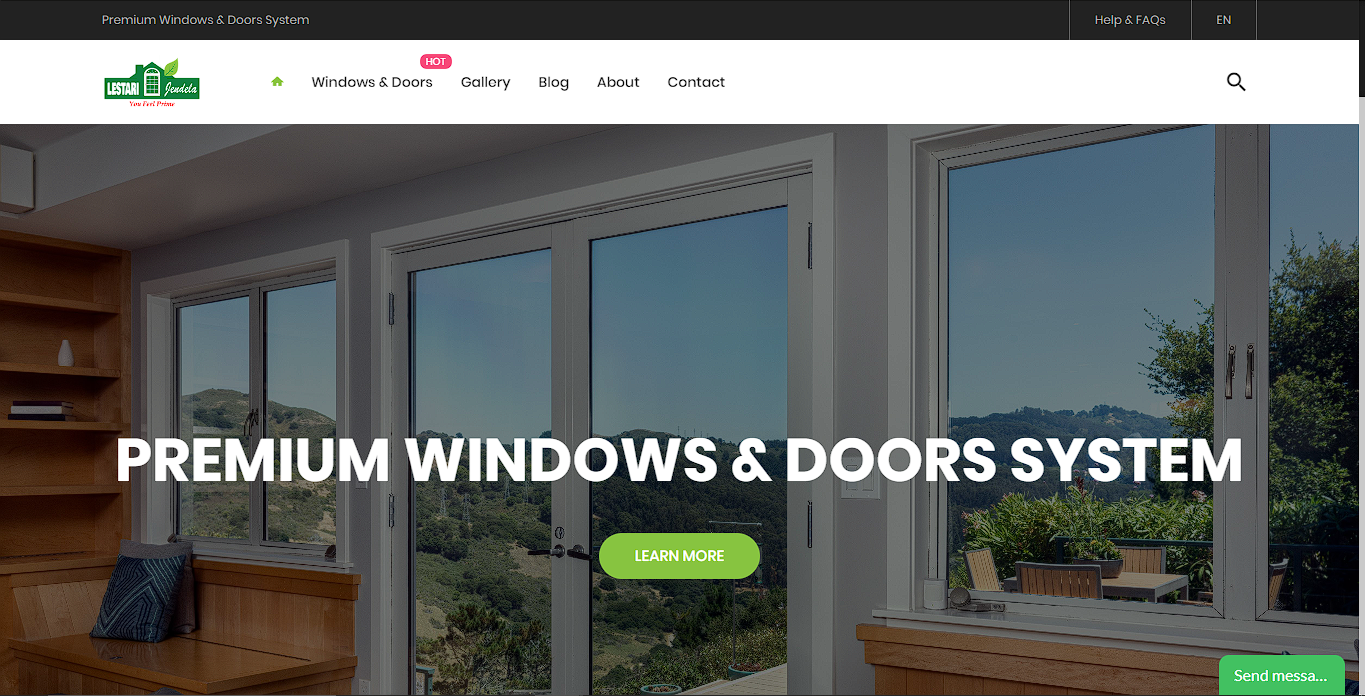 Premium Windows & Doors System
Help & FAQs
EN
HOT
LESTARI Jendela
You Feel Prime
Windows & Doors
Gallery
Blog
About
Contact
PREMIUM WINDOWS & DOORS SYSTEM
LEARN MORE
Send messa...